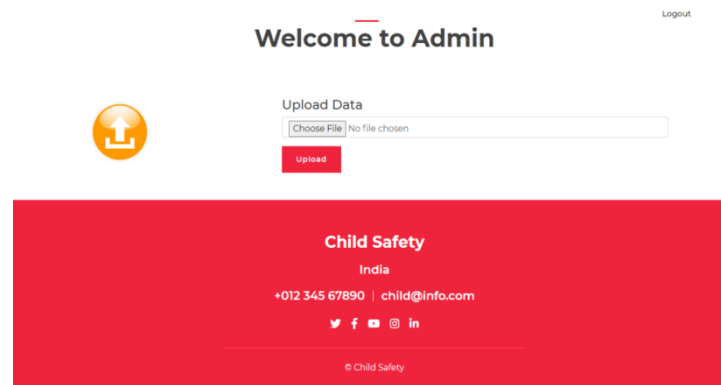 Logout
Welcome to Admin
Upload Data
Choose File No file chosen
Upload
Child Safety
India
+012 345 67890 | child@info.com
© Child Safety